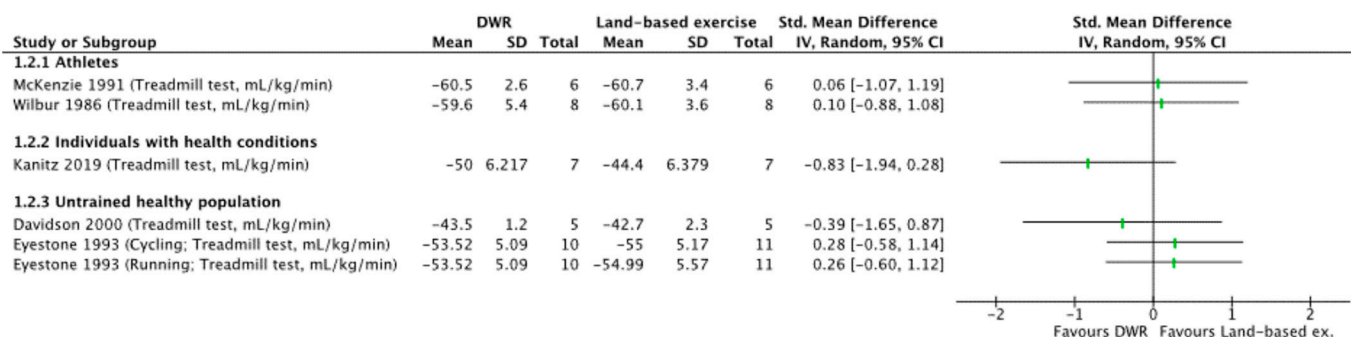 DWR Land-based exercise Std. Mean Difference Std. Mean Difference
Study or Subgroup Mean SD Total Mean SD Total IV, Random, 95% CI IV, Random, 95% CI
1.2.1 Athletes
McKenzie 1991 (Treadmill test, mL/kg/min) -60.5 2.6 6 -60.7 3.4 6 0.06 [-1.07, 1.19]
Wilbur 1986 (Treadmill test, mL/kg/min) -59.6 5.4 8 -60.1 3.6 8 0.10 [-0.88, 1.08]
1.2.2 Individuals with health conditions
Kanitz 2019 (Treadmill test, mL/kg/min) -50 6.217 7 -44.4 6.379 7 -0.83 [-1.94, 0.28]
1.2.3 Untrained healthy population
Davidson 2000 (Treadmill test, mL/kg/min) -43.5 1.2 5 -42.7 2.3 5 -0.39 [-1.65, 0.87]
Eyestone 1993 (Cycling; Treadmill test, mL/kg/min) -53.52 5.09 10 -55 5.17 11 0.28 [-0.58, 1.14]
Eyestone 1993 (Running; Treadmill test, mL/kg/min) -53.52 5.09 10 -54.99 5.57 11 0.26 [-0.60, 1.12]
-2 -1 0 1 2
Favours DWR Favours Land-based ex.